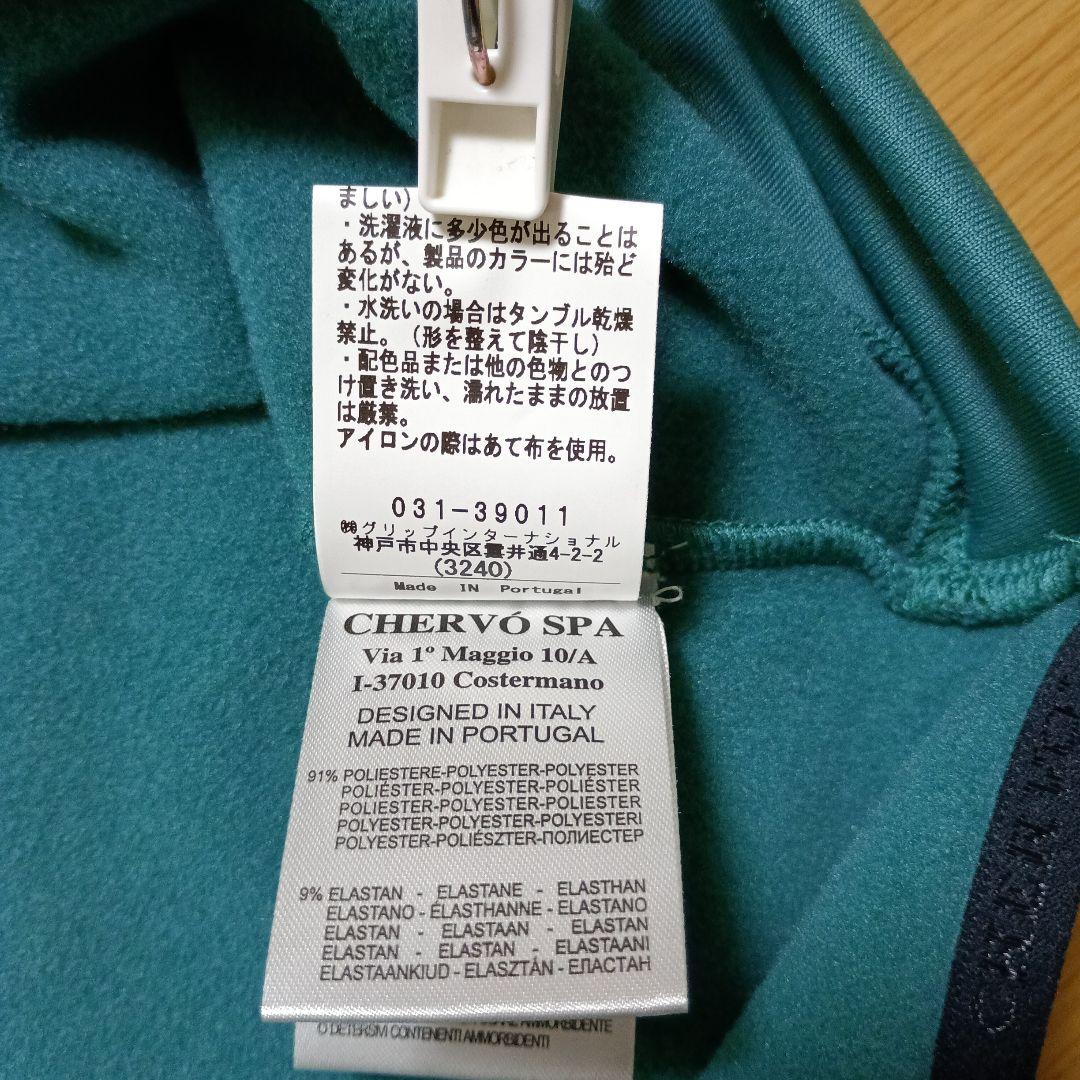 ましい)
・洗濯液に多少色が出ることは
あるが、製品のカラーには殆ど
変化がない。
・水洗いの場合はタンブル乾燥
禁止。(形を整えて陰干し)
・配色品または他の色物とのつ
け置き洗い、濡れたままの放置
は厳禁。
アイロンの際はあて布を使用。
031-39011
㈱グリップインターナショナル
神戸市中央区雲井通4-2-2
(3240)
Made IN Portugal
CHERVÓ SPA
Via 1º Maggio 10/A
I-37010 Costermano
DESIGNED IN ITALY
MADE IN PORTUGAL
91% POLIESTERE-POLYESTER-POLYESTER
POLIÉSTER-POLYESTER-POLYESTER
POLIESTER-POLYESTER-POLIESTER
POLYESTER-POLYESTER-POLYESTERI
POLYESTER-POLIÉSZTER-ПОЛИЕСТЕР
9% ELASTAN - ELASTANE - ELASTHAN
ELASTANO - ÉLASTHANNE - ELASTANO
ELASTAN - ELASTAAN - ELASTAN
ELASTAN - ELASTAN - ELASTAANI
ELASTAANKIUD - ELASZTÁN - ЕЛАСТАН
O DETERSIVI CONTENENTI AMMORBIDENTI